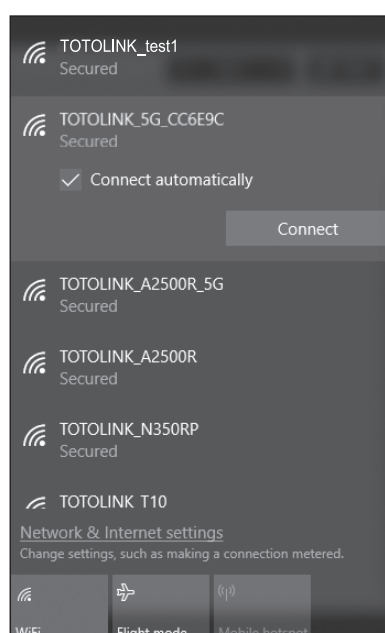 TOTOLINK_test1
Secured
TOTOLINK_5G_CC6E9C
Secured
Connect automatically
Connect
TOTOLINK_A2500R_5G
Secured
TOTOLINK_A2500R
Secured
TOTOLINK_N350RP
Secured
TOTOLINK T10
Network & Internet settings
Change settings, such as making a connection metered.
WiFi
Flight mode
Mobile hotspot